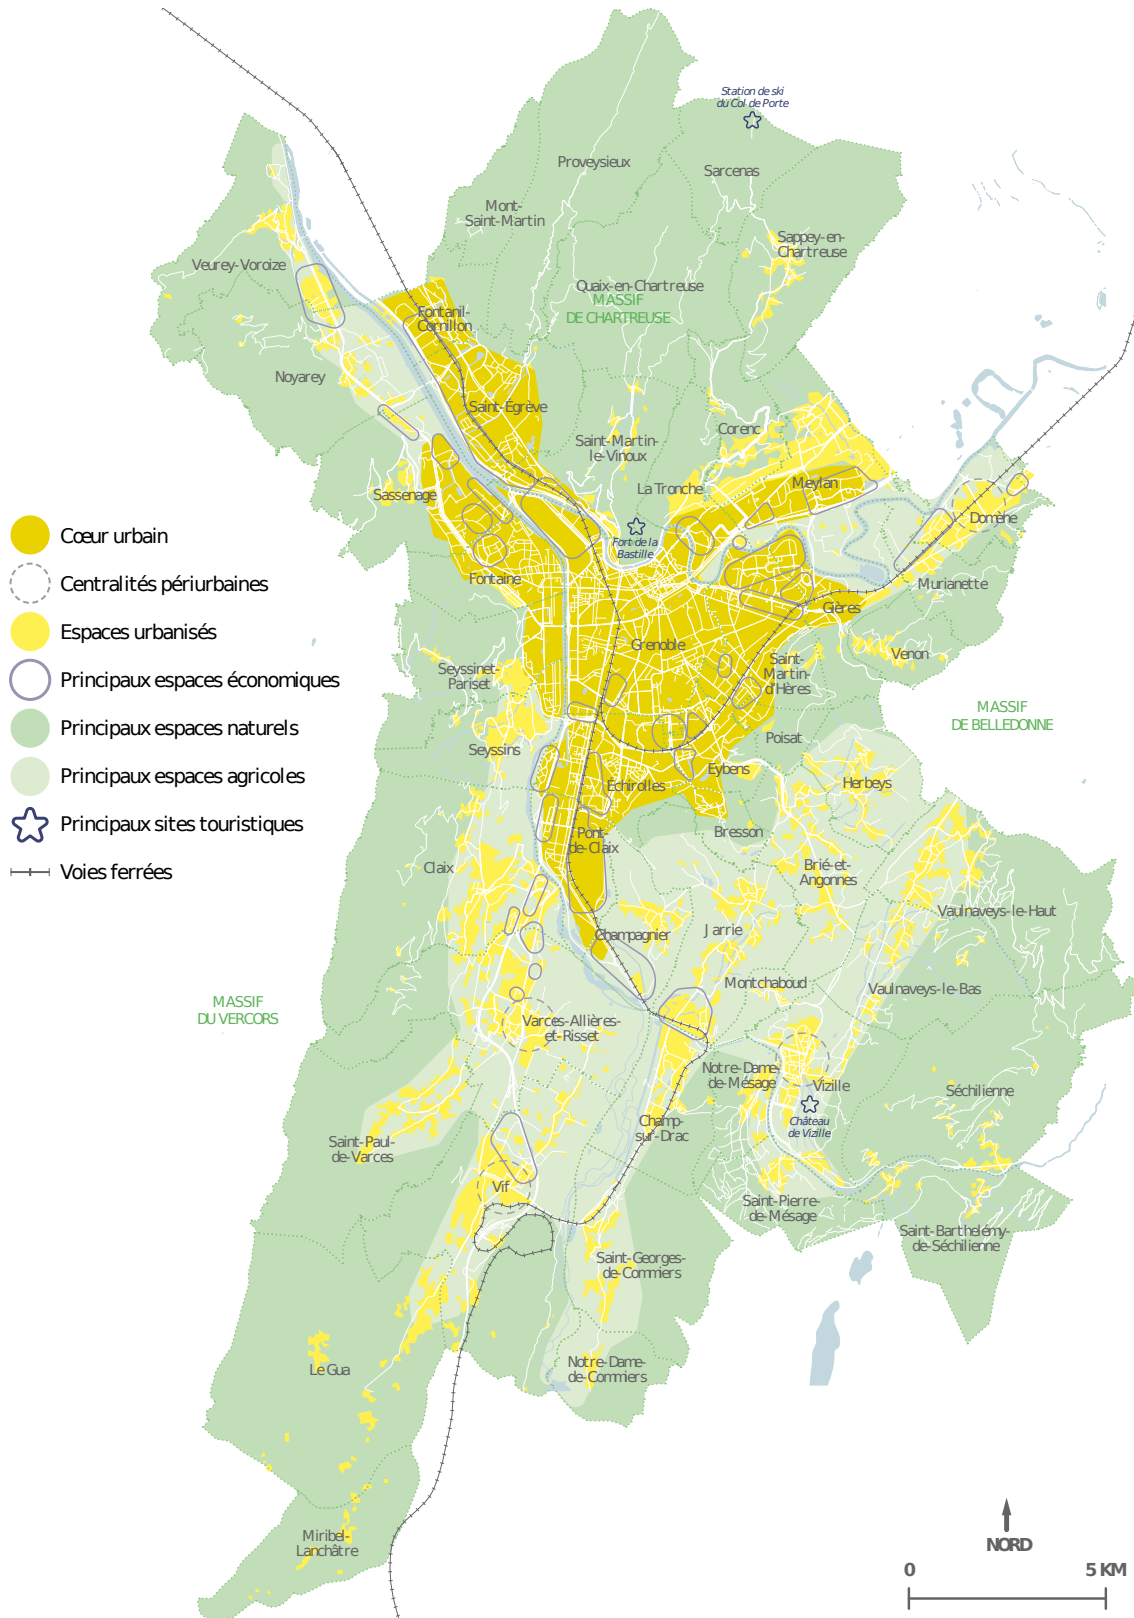 Station de ski
du Col de Porte
Proveysieux
Sarcenas
Mont-
Saint-Martin
Sappey-en-
Chartreuse
Veurey-Voroize
Quaix-en-Chartreuse
MASSIF
DE CHARTREUSE
Fontanil-
Cornillon
Noyarey
Saint-Egrève
Corenc
Saint-Martin-
le-Vinoux
La Tronche
Meylan
Sassenage
Domène
Fort de la
Bastille
Fontaine
Murianette
Gières
Grenoble
Venon
Seyssinet-
Pariset
Saint-
Martin-
d'Hères
MASSIF
DE BELLEDONNE
Seyssins
Poisat
Eybens
Échirolles
Herbeys
Pont-
de-Claix
Bresson
Claix
Brié-et-
Angonnes
Vaulnaveys-le-Haut
Champagnier
Jarrie
Montchaboud
Vaulnaveys-le-Bas
MASSIF
DU VERCORS
Varces-Allières-
et-Risset
Notre-Dame-
de-Mésage
Vizille
Séchilienne
Château
de Vizille
Champ-
sur-Drac
Saint-Paul-
de-Varces
Vif
Saint-Pierre-
de-Mésage
Saint-Barthelémy-
de-Séchilienne
Saint-Georges-
de-Commiers
Le Gua
Notre-Dame-
de-Commiers
Miribel-
Lanchâtre
Cœur urbain
Centralités périurbaines
Espaces urbanisés
Principaux espaces économiques
Principaux espaces naturels
Principaux espaces agricoles
Principaux sites touristiques
Voies ferrées
NORD
0 5 KM